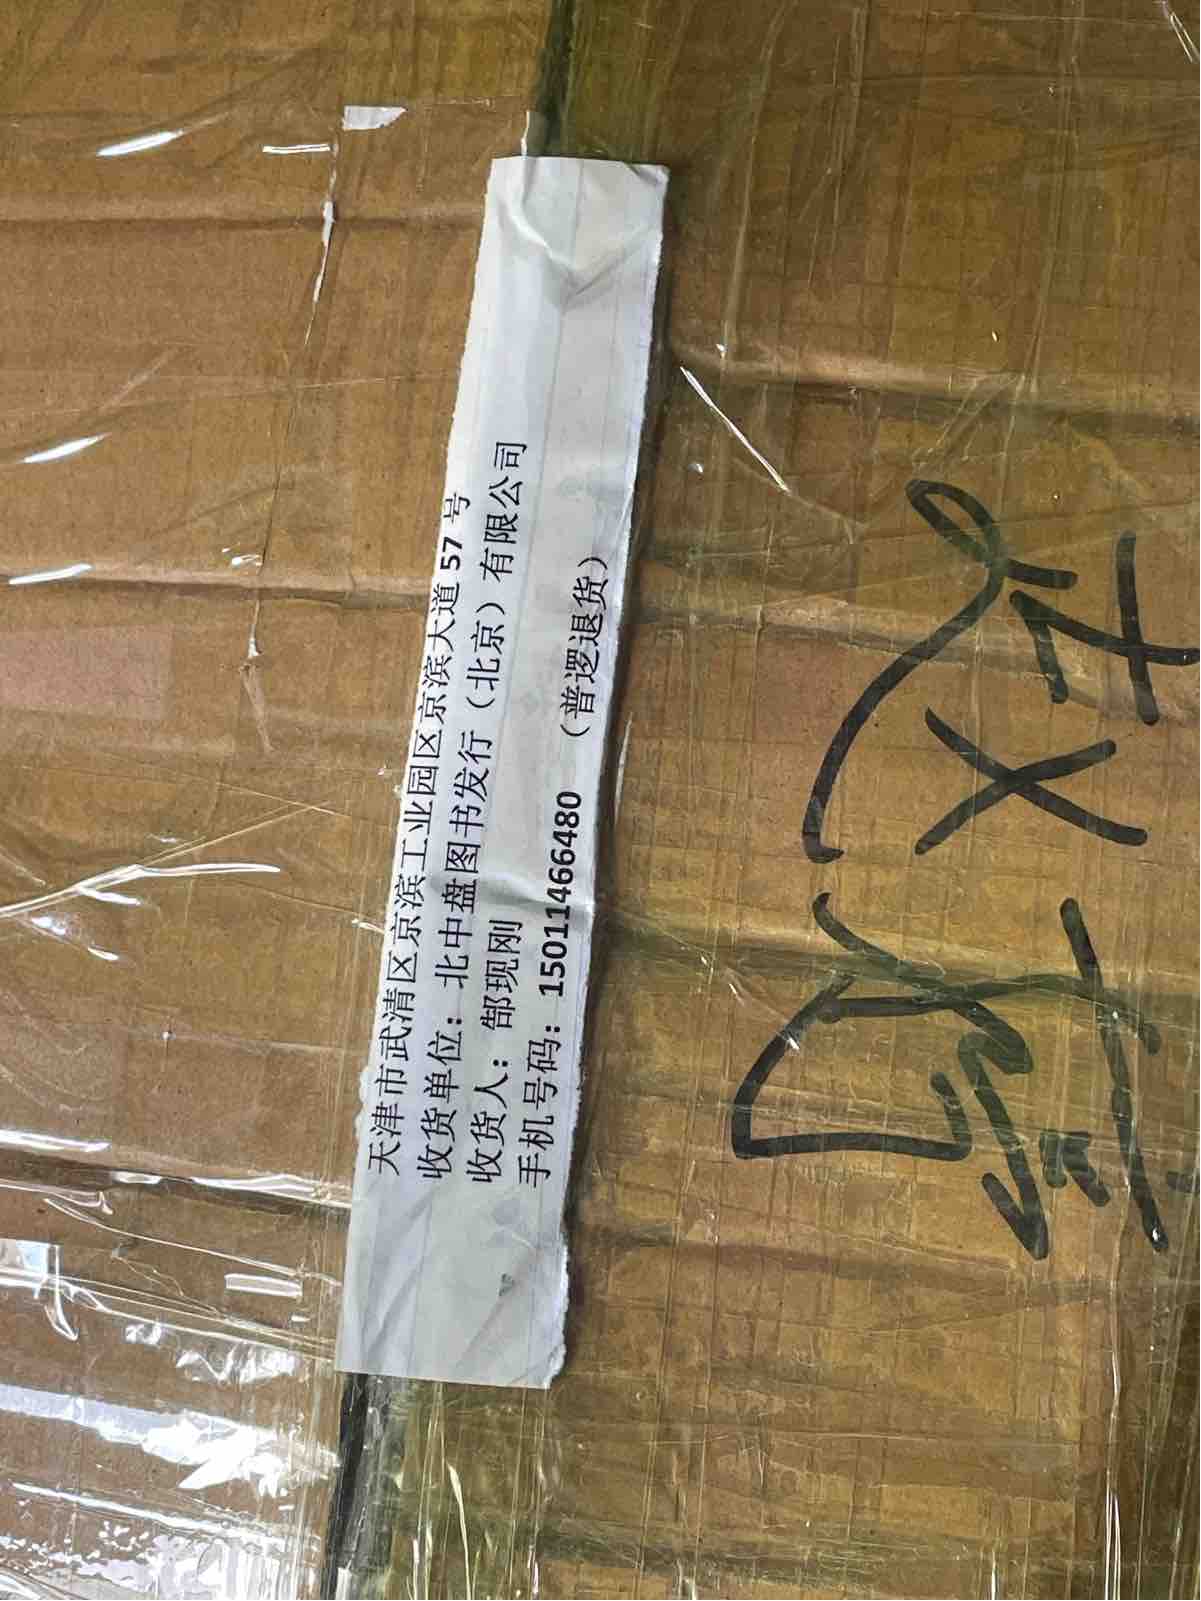 天津市武清区京滨工业园区京滨大道 57 号
收货单位：北中盘图书发行（北京）有限公司
收货人：郜现刚
手机号码：15011466480 （普逻退货）